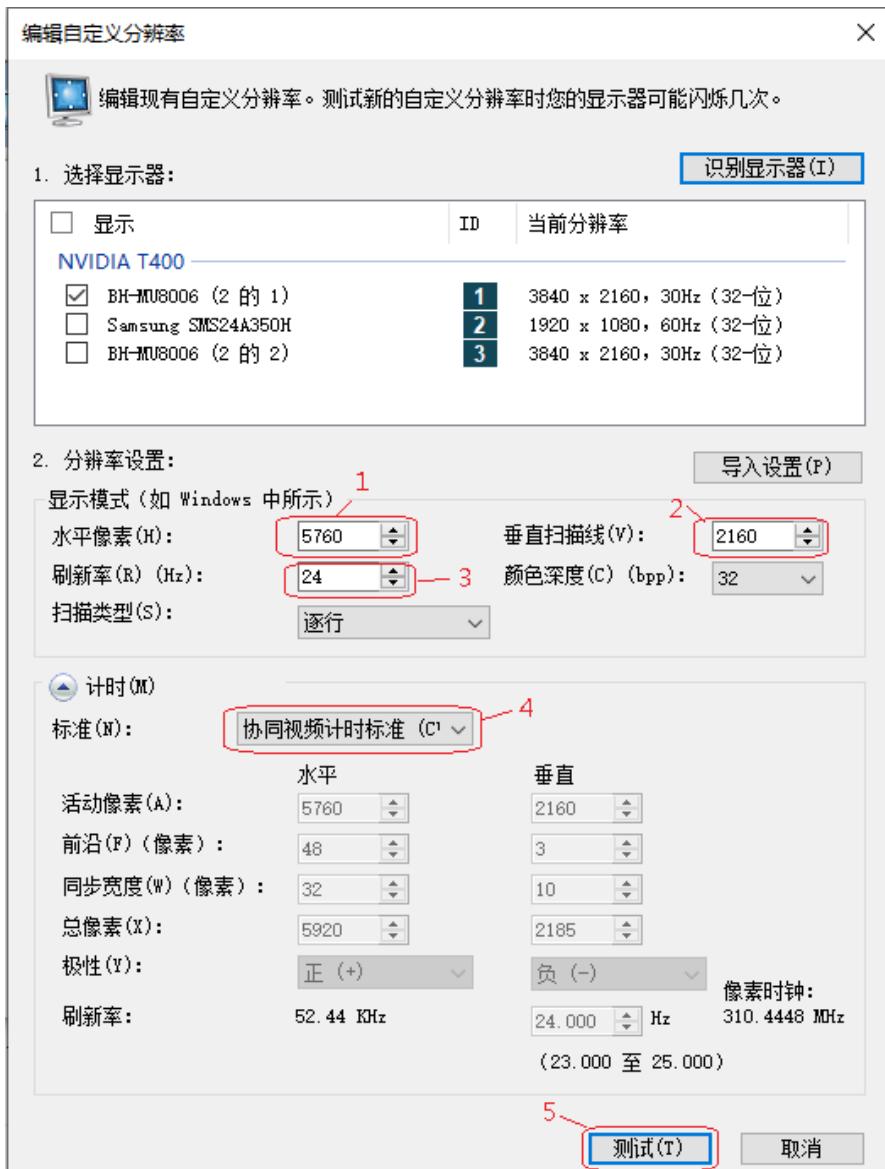 编辑自定义分辨率
编辑现有自定义分辨率。测试新的自定义分辨率时您的显示器可能闪烁几次。
1. 选择显示器:
识别显示器(I)
显示 ID 当前分辨率
NVIDIA T400
BH-MU8006 (2 的 1) 1 3840 x 2160, 30Hz (32-位)
Samsung SMS24A350H 2 1920 x 1080, 60Hz (32-位)
BH-MU8006 (2 的 2) 3 3840 x 2160, 30Hz (32-位)
2. 分辨率设置:
导入设置(P)
显示模式 (如 Windows 中所示)
1
2
水平像素(H): 5760 垂直扫描线(V): 2160
刷新率(R) (Hz): 24 3 颜色深度(C) (bpp): 32
扫描类型(S): 逐行
计时(M)
标准(N): 协同视频计时标准 (C 4
水平 垂直
活动像素(A): 5760 2160
前沿(F) (像素) : 48 3
同步宽度(W) (像素) : 32 10
总像素(X): 5920 2185
极性(Y): 正 (+) 负 (-)
像素时钟:
刷新率: 52.44 KHz 24.000 Hz 310.4448 MHz
(23.000 至 25.000)
5
测试(T) 取消